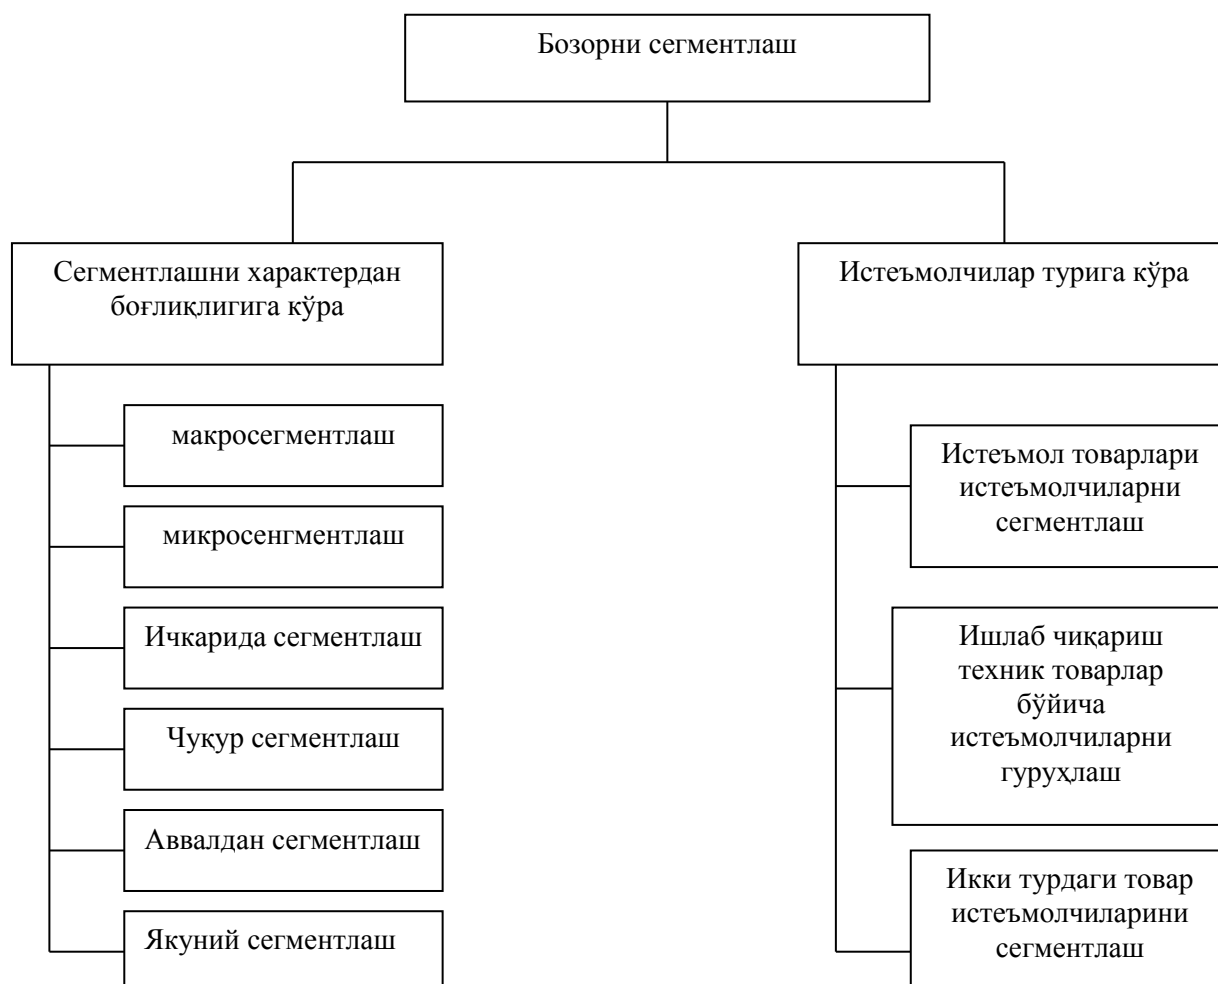 Бозорни сегментлаш
Сегментлашни характердан
боғлиқлигига кўра
макросегментлаш
микросенгментлаш
Ичкарида сегментлаш
Чуқур сегментлаш
Аввалдан сегментлаш
Якуний сегментлаш
Истеъмолчилар турига кўра
Истеъмол товарлари
истеъмолчиларни
сегментлаш
Ишлаб чиқариш
техник товарлар
бўйича
истеъмолчиларни
гуруҳлаш
Икки турдаги товар
истеъмолчиларини
сегментлаш